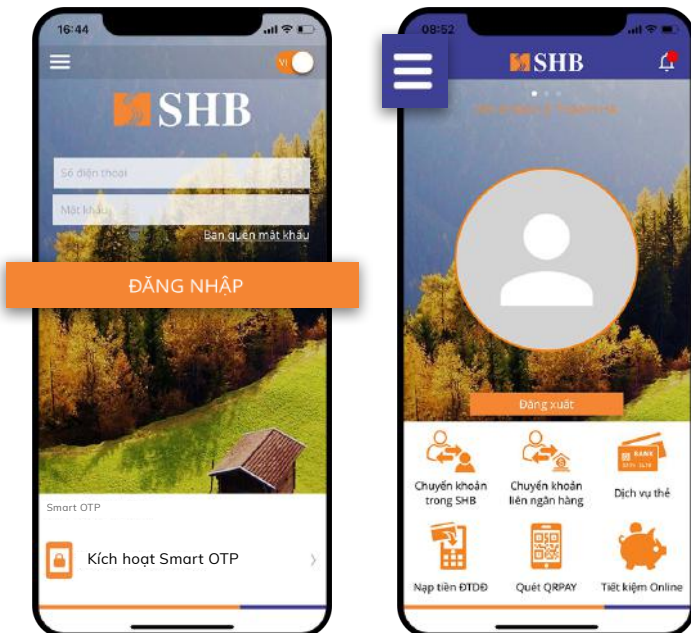 16:44
VI
SHB
Số điện thoại
Mật khẩu
Bạn quên mật khẩu
ĐĂNG NHẬP
Smart OTP
Kích hoạt Smart OTP
08:52
SHB
Đăng xuất
Chuyển khoản
trong SHB
Chuyển khoản
liên ngân hàng
BANK
Dịch vụ thẻ
Nạp tiền ĐTDĐ
Quét QRPAY
Tiết kiệm Online